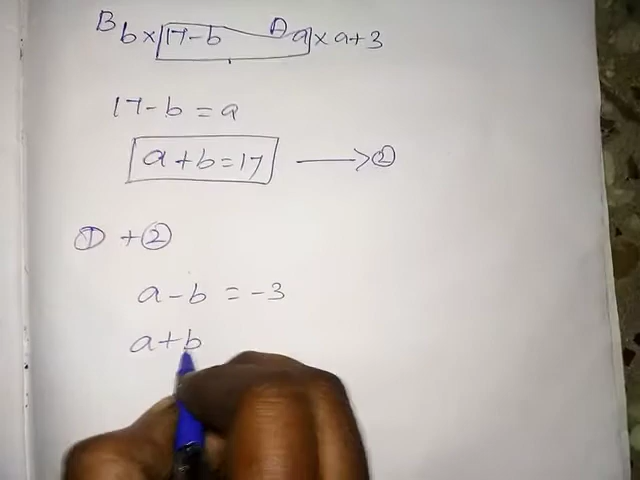 B b × 17-b A a × a+3
17-b = a
a+b=17 → ②
① + ②
a-b = -3
a+b